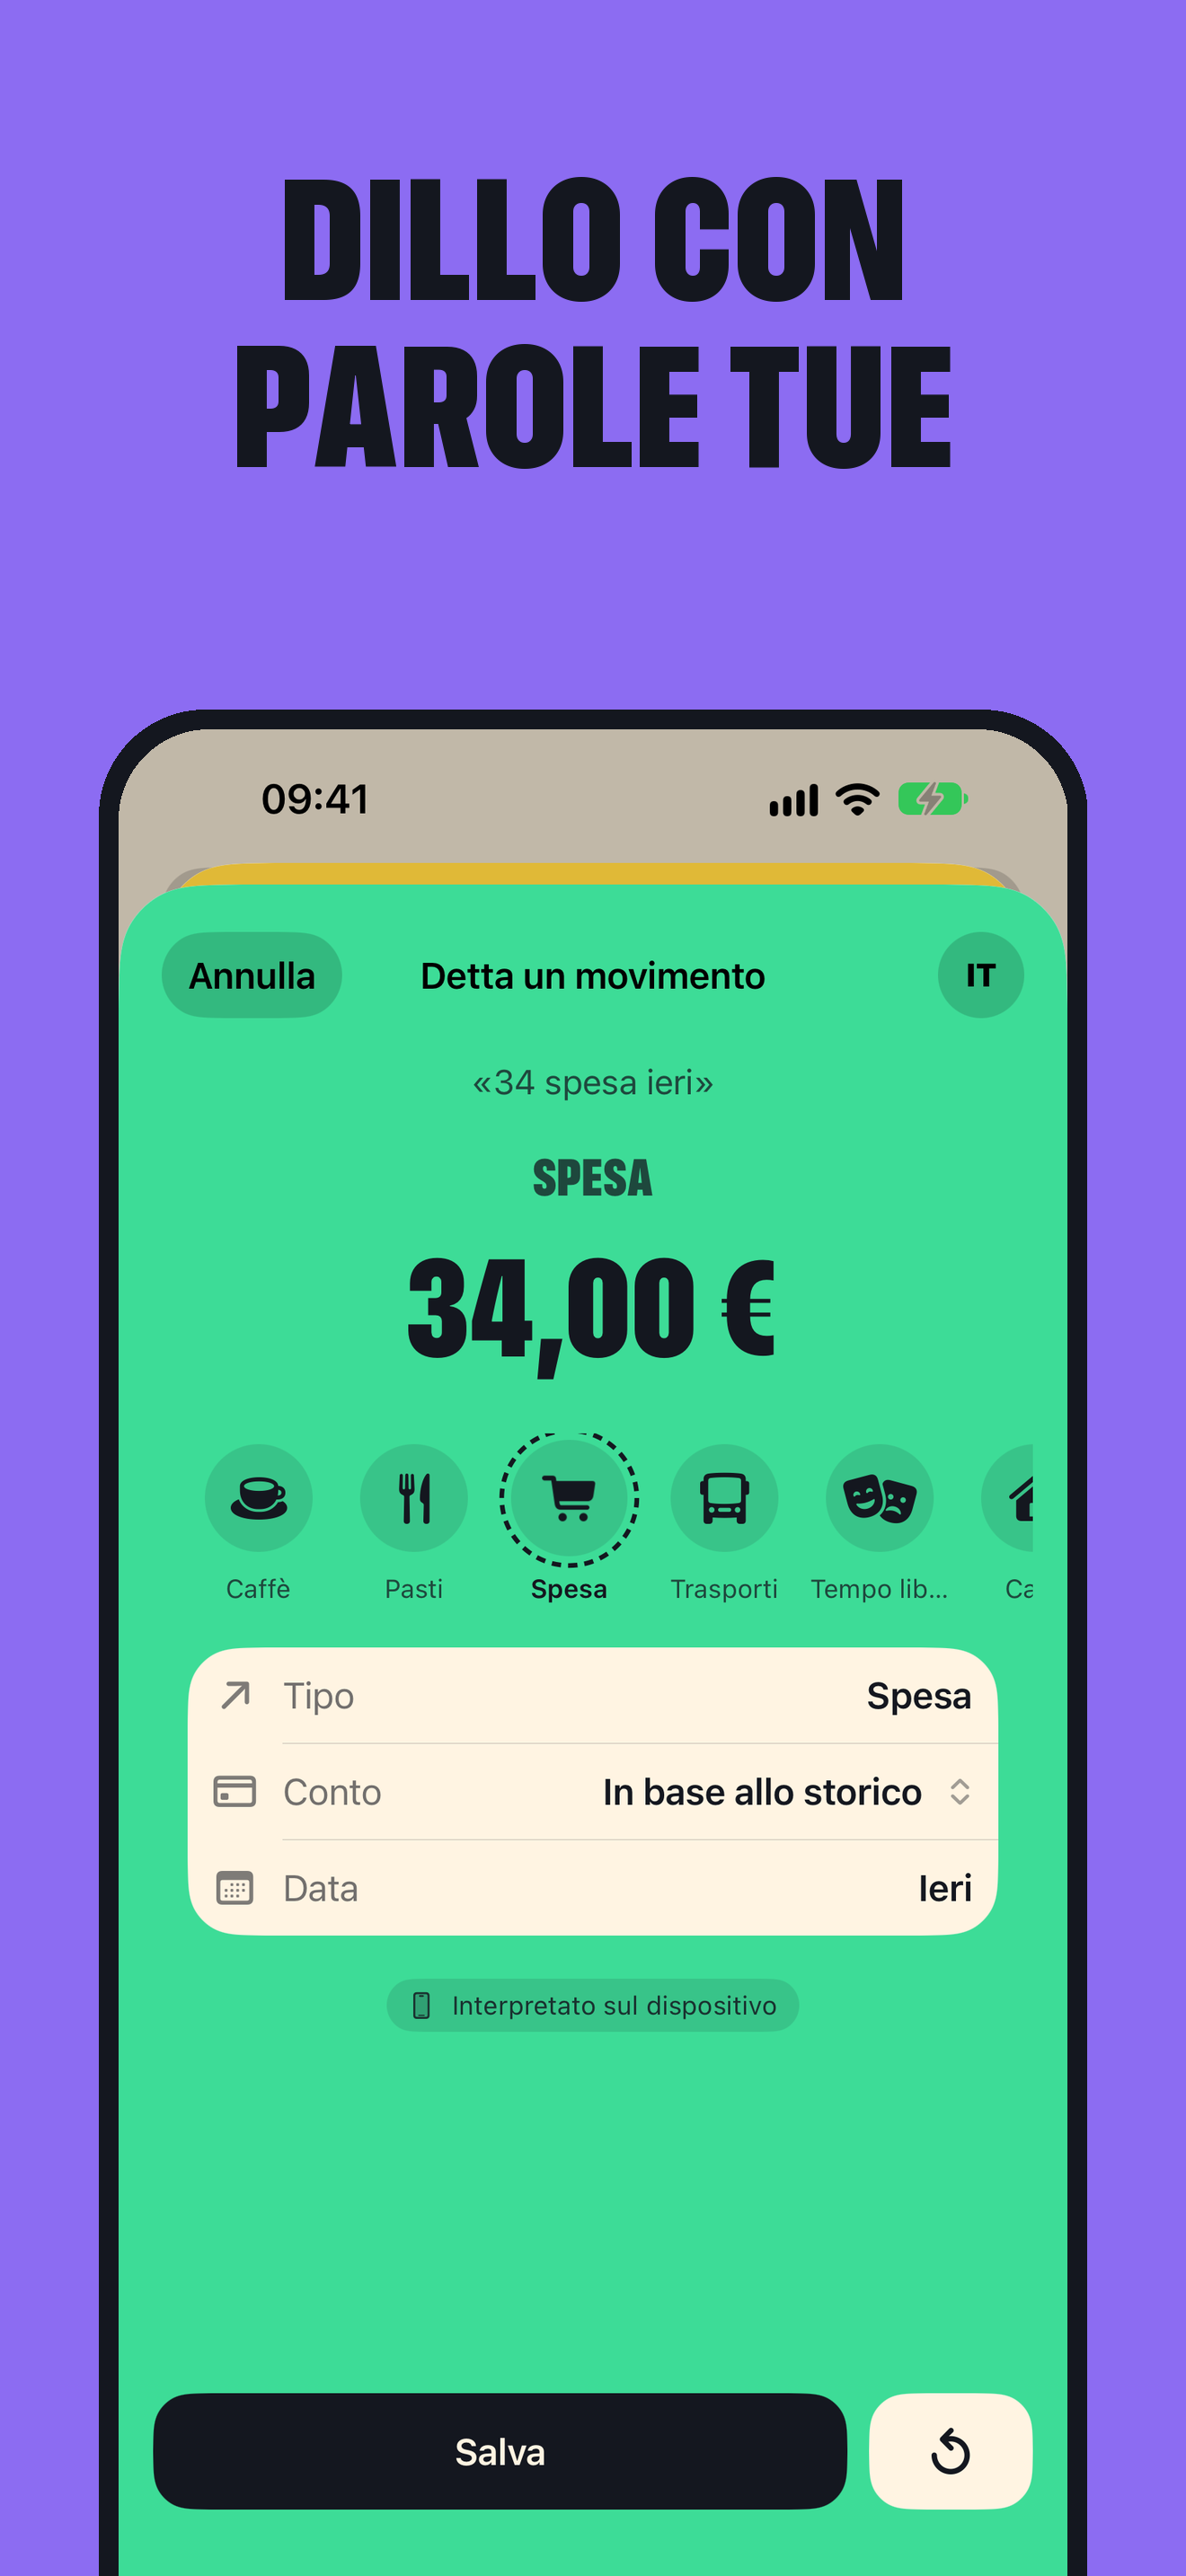 DILLO CON
PAROLE TUE
09:41
Annulla
Detta un movimento
IT
«34 spesa ieri»
SPESA
34,00 €
Caffè
Pasti
Spesa
Trasporti
Tempo lib...
Ca
Tipo
Spesa
Conto
In base allo storico
Data
Ieri
Interpretato sul dispositivo
Salva